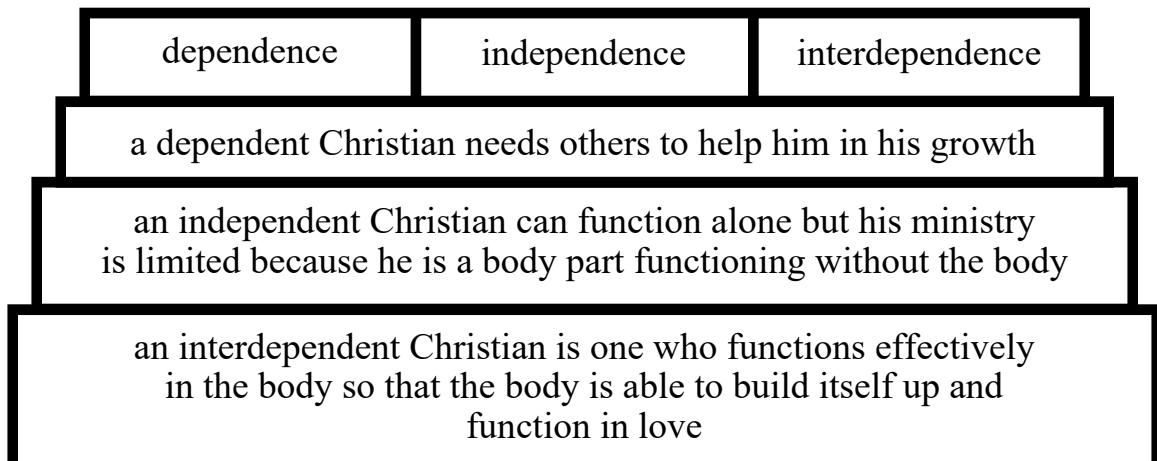 dependence independence interdependence
a dependent Christian needs others to help him in his growth
an independent Christian can function alone but his ministry
is limited because he is a body part functioning without the body
an interdependent Christian is one who functions effectively
in the body so that the body is able to build itself up and
function in love